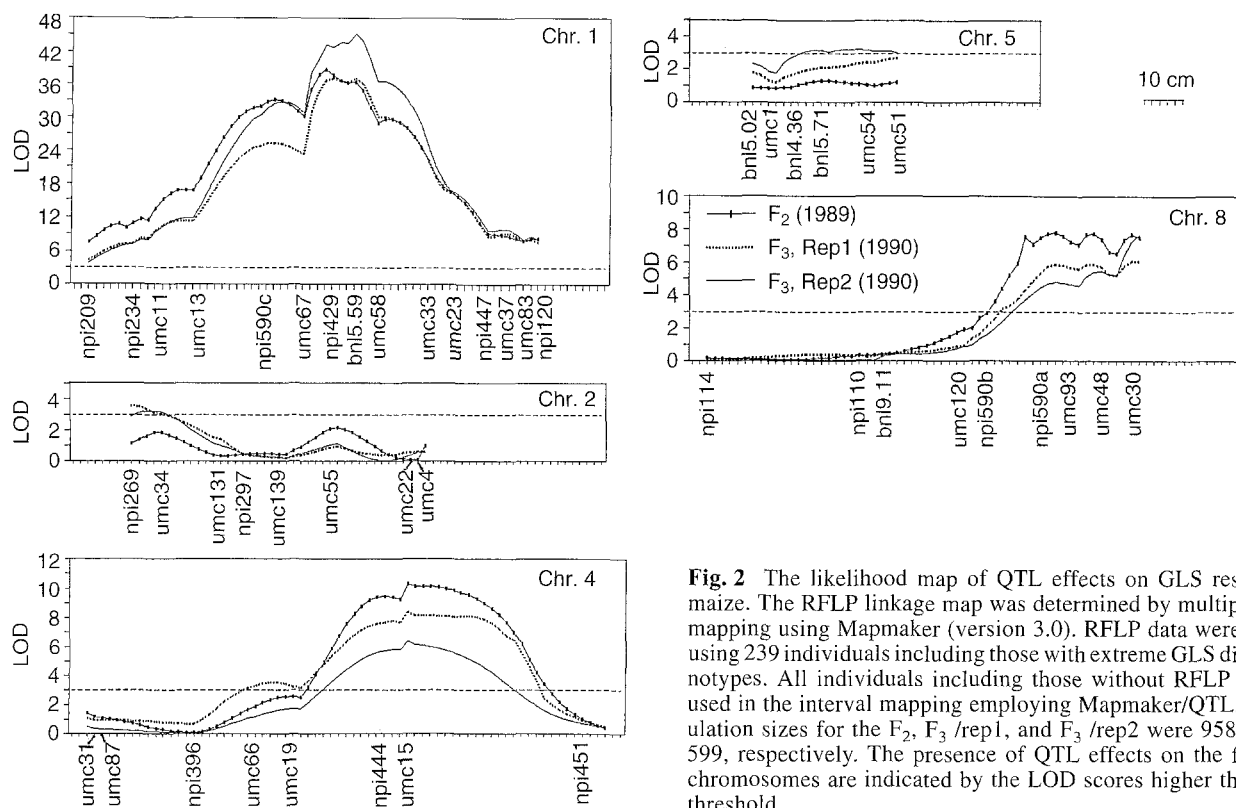 48
42
36
30
24
18
12
6
0
LOD
Chr. 1
npi209
npi234
umc11
umc13
npi590c
umc67
npi429
bnl5.59
umc58
umc33
umc23
npi447
umc37
umc83
npi120
4
2
0
LOD
Chr. 2
npi269
umc34
umc131
npi297
umc139
umc55
umc22
umc4
12
10
8
6
4
2
0
LOD
Chr. 4
umc31
umc87
npi396
umc66
umc19
npi444
umc15
npi451
4
2
0
LOD
Chr. 5
bnl5.02
umc1
bnl4.36
bnl5.71
umc54
umc51
10 cm
10
8
6
4
2
0
LOD
Chr. 8
F2 (1989)
F3, Rep1 (1990)
F3, Rep2 (1990)
npi114
npi110
bnl9.11
umc120
npi590b
npi590a
umc93
umc48
umc30
Fig. 2 The likelihood map of QTL effects on GLS res
maize. The RFLP linkage map was determined by multip
mapping using Mapmaker (version 3.0). RFLP data were
using 239 individuals including those with extreme GLS di
notypes. All individuals including those without RFLP
used in the interval mapping employing Mapmaker/QTL
ulation sizes for the F2, F3 /rep1, and F3 /rep2 were 958
599, respectively. The presence of QTL effects on the f
chromosomes are indicated by the LOD scores higher th
threshold